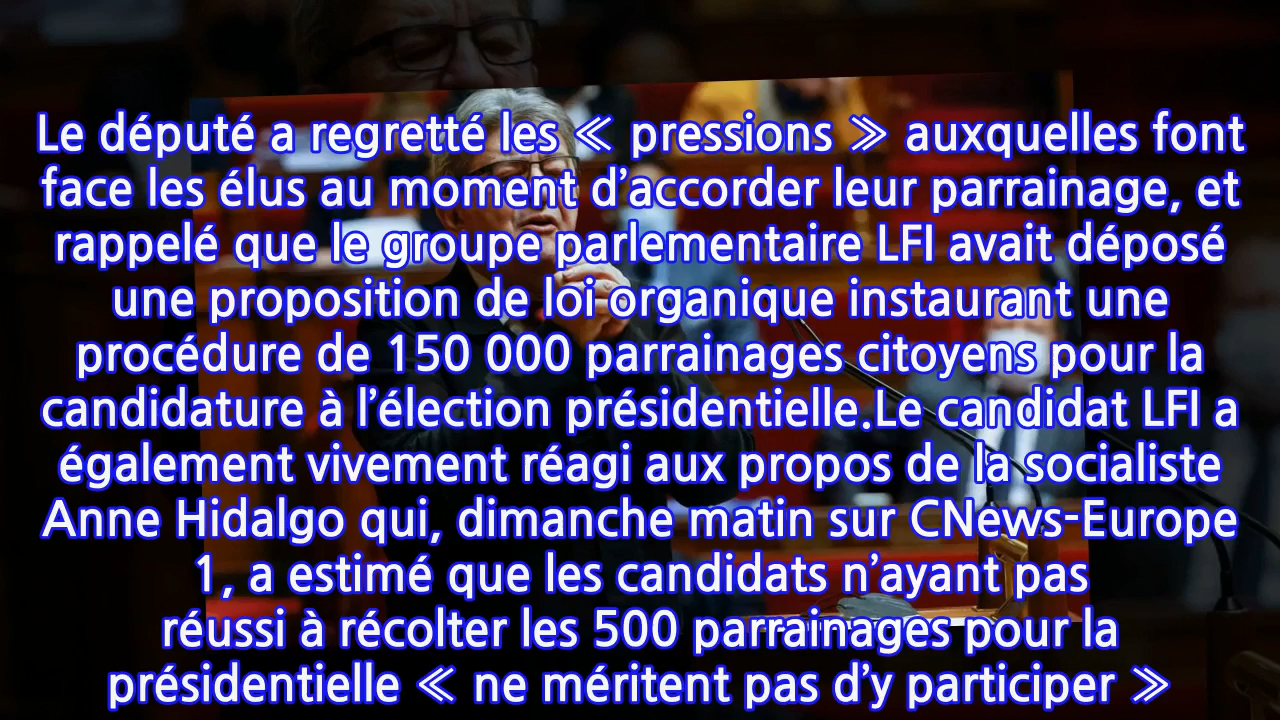 Le député a regretté les ≪ pressions ≫ auxquelles font
face les élus au moment d’accorder leur parrainage, et
rappelé que le groupe parlementaire LFI avait déposé
une proposition de loi organique instaurant une
procédure de 150 000 parrainages citoyens pour la
candidature à l’élection présidentielle.Le candidat LFI a
également vivement réagi aux propos de la socialiste
Anne Hidalgo qui, dimanche matin sur CNews-Europe
1, a estimé que les candidats n’ayant pas
réussi à récolter les 500 parrainages pour la
présidentielle ≪ ne méritent pas d’y participer ≫